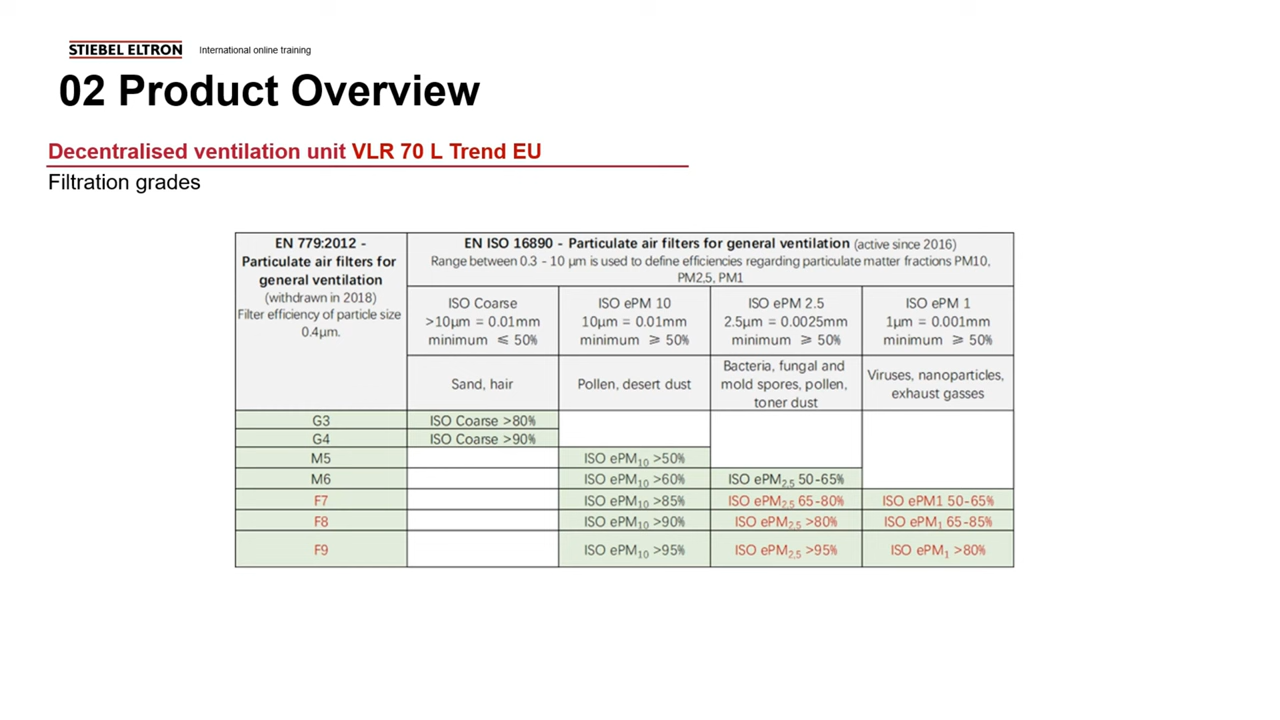 STIEBEL ELTRON International online training
02 Product Overview
Decentralised ventilation unit VLR 70 L Trend EU
Filtration grades
EN 779:2012 -
Particulate air filters for
general ventilation
(withdrawn in 2018)
Filter efficiency of particle size
0.4µm.
EN ISO 16890 - Particulate air filters for general ventilation (active since 2016)
Range between 0.3 - 10 µm is used to define efficiencies regarding particulate matter fractions PM10,
PM2,5, PM1
ISO Coarse
>10µm = 0.01mm
minimum ≤ 50%
ISO ePM 10
10µm = 0.01mm
minimum ≥ 50%
ISO ePM 2.5
2.5µm = 0.0025mm
minimum ≥ 50%
ISO ePM 1
1µm = 0.001mm
minimum ≥ 50%
Sand, hair
Pollen, desert dust
Bacteria, fungal and
mold spores, pollen,
toner dust
Viruses, nanoparticles,
exhaust gasses
G3 ISO Coarse >80%
G4 ISO Coarse >90%
M5 ISO ePM10 >50%
M6 ISO ePM10 >60% ISO ePM2,5 50-65%
F7 ISO ePM10 >85% ISO ePM2,5 65-80% ISO ePM1 50-65%
F8 ISO ePM10 >90% ISO ePM2,5 >80% ISO ePM1 65-85%
F9 ISO ePM10 >95% ISO ePM2,5 >95% ISO ePM1 >80%